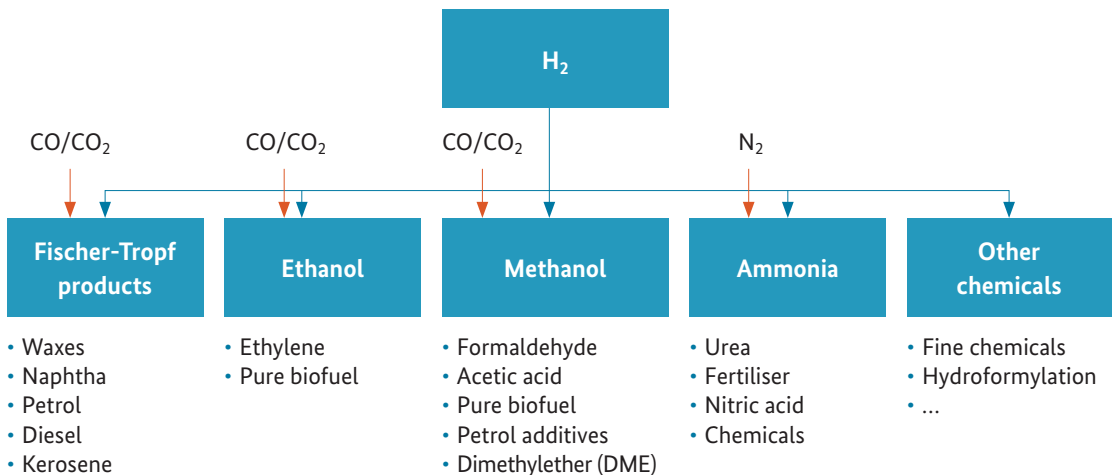 H₂
CO/CO₂
CO/CO₂
CO/CO₂
N₂
Fischer-Tropf
products
Ethanol
Methanol
Ammonia
Other
chemicals
• Waxes
• Naphtha
• Petrol
• Diesel
• Kerosene
• Ethylene
• Pure biofuel
• Formaldehyde
• Acetic acid
• Pure biofuel
• Petrol additives
• Dimethylether (DME)
• Urea
• Fertiliser
• Nitric acid
• Chemicals
• Fine chemicals
• Hydroformylation
• ...